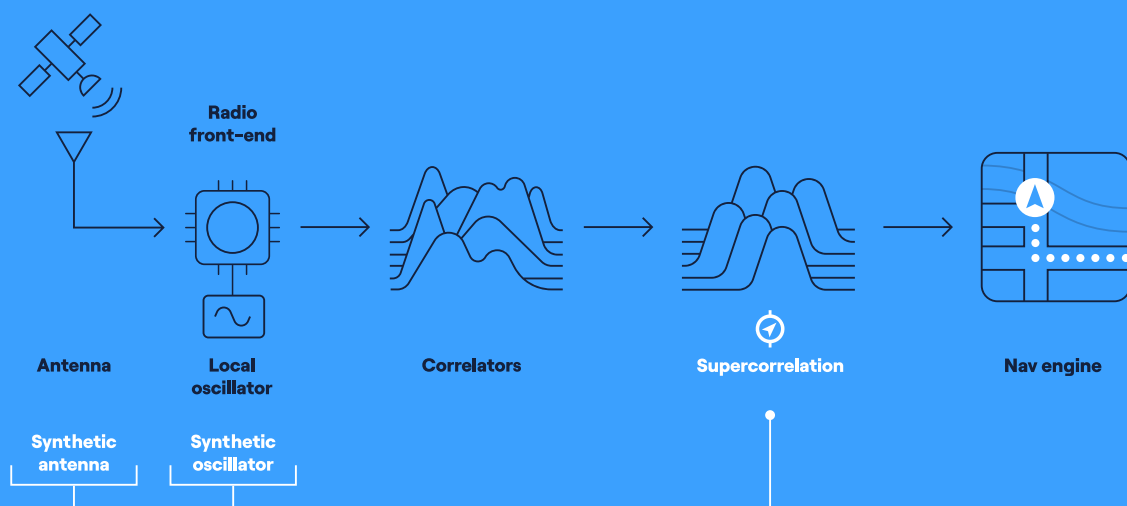 Radio
front-end
Antenna
Local
oscillator
Correlators
Supercorrelation
Nav engine
Synthetic
antenna
Synthetic
oscillator